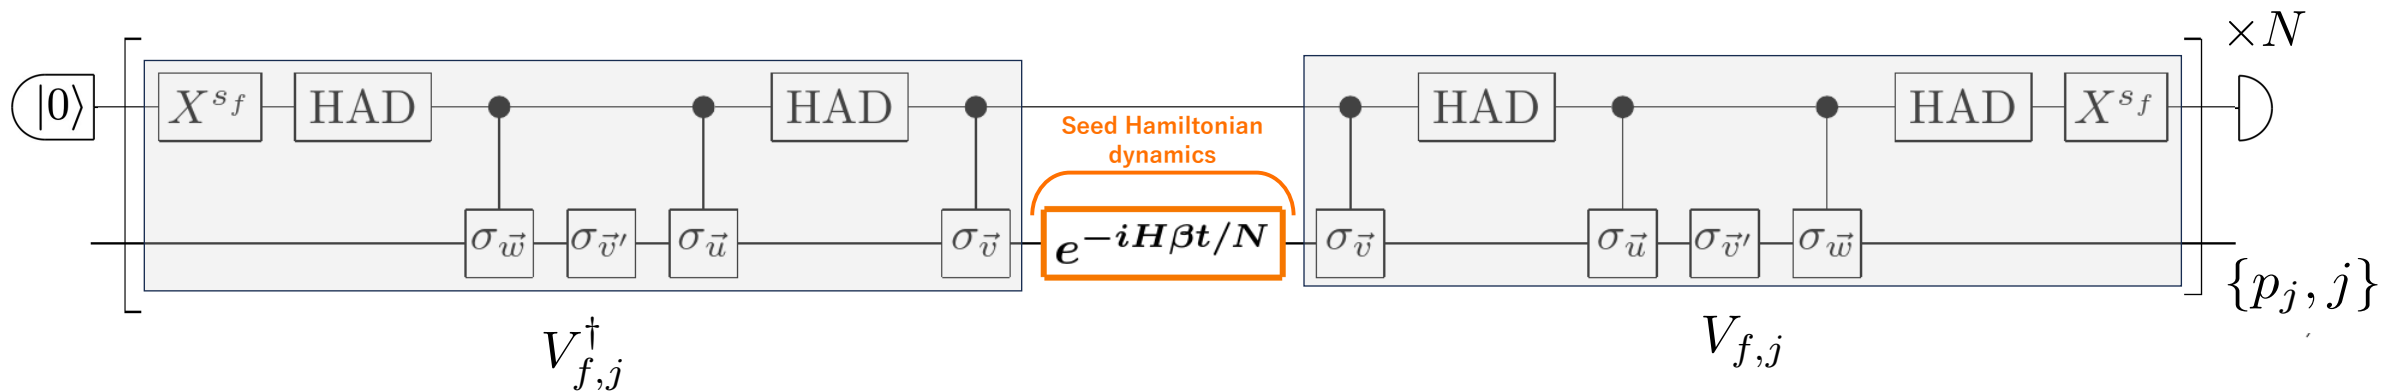 ×N
|0⟩ X^{s_f} HAD HAD HAD HAD X^{s_f}
Seed Hamiltonian
dynamics
σ_{\vec{w}} σ_{\vec{v}'} σ_{\vec{u}} σ_{\vec{v}} e^{-iHβt/N} σ_{\vec{v}} σ_{\vec{u}} σ_{\vec{v}'} σ_{\vec{w}}
{p_j, j}
V_{f,j}^† V_{f,j}